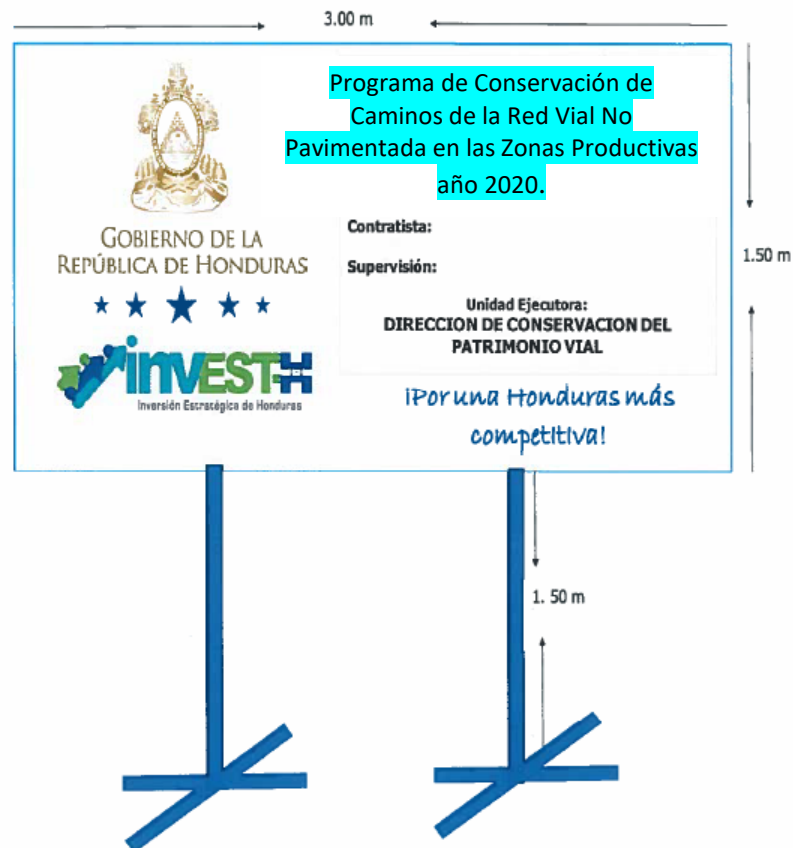 3.00 m
Programa de Conservación de
Caminos de la Red Vial No
Pavimentada en las Zonas Productivas
año 2020.
GOBIERNO DE LA
REPÚBLICA DE HONDURAS
Contratista:
Supervisión:
Unidad Ejecutora:
DIRECCION DE CONSERVACION DEL
PATRIMONIO VIAL
1.50 m
INVEST-H
Inversión Estratégica de Honduras
¡Por una Honduras más
competitiva!
1. 50 m